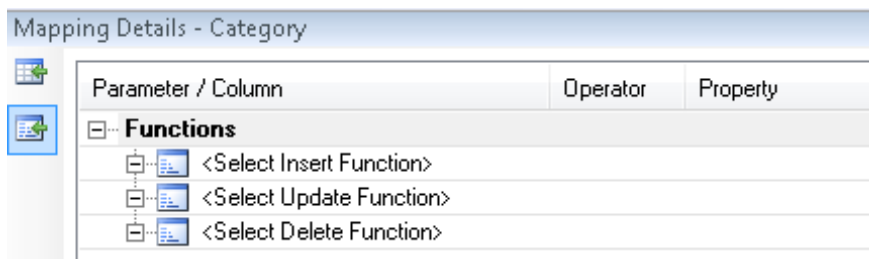 Mapping Details - Category
Parameter / Column Operator Property
Functions
<Select Insert Function>
<Select Update Function>
<Select Delete Function>